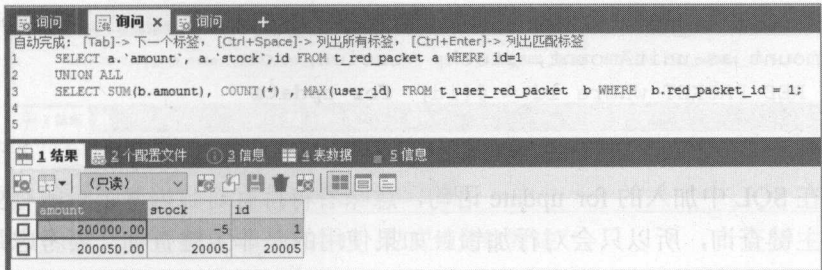 询问 询问 × 询问 +
自动完成: [Tab]-> 下一个标签, [Ctrl+Space]-> 列出所有标签, [Ctrl+Enter]-> 列出匹配标签
1 SELECT a.`amount`, a.`stock`,id FROM t_red_packet a WHERE id=1
2 UNION ALL
3 SELECT SUM(b.amount), COUNT(*) , MAX(user_id) FROM t_user_red_packet b WHERE b.red_packet_id = 1;
4
5
1 结果 2 个配置文件 3 信息 4 表数据 5 信息
(只读)
amount stock id
200000.00 -5 1
200050.00 20005 20005